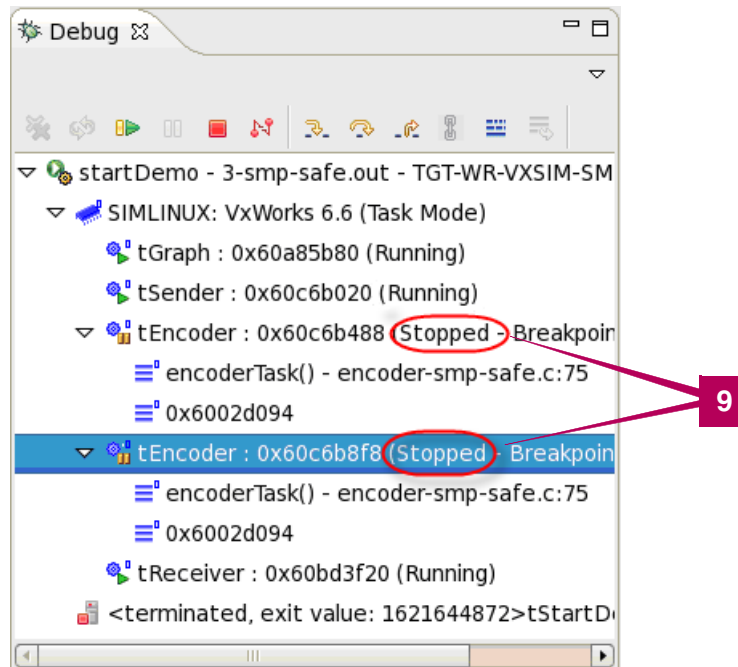 Debug
startDemo - 3-smp-safe.out - TGT-WR-VXSIM-SM
SIMLINUX: VxWorks 6.6 (Task Mode)
tGraph : 0x60a85b80 (Running)
tSender : 0x60c6b020 (Running)
tEncoder : 0x60c6b488 (Stopped - Breakpoin
encoderTask() - encoder-smp-safe.c:75
0x6002d094
9
tEncoder : 0x60c6b8f8 (Stopped - Breakpoin
encoderTask() - encoder-smp-safe.c:75
0x6002d094
tReceiver : 0x60bd3f20 (Running)
<terminated, exit value: 1621644872>tStartD